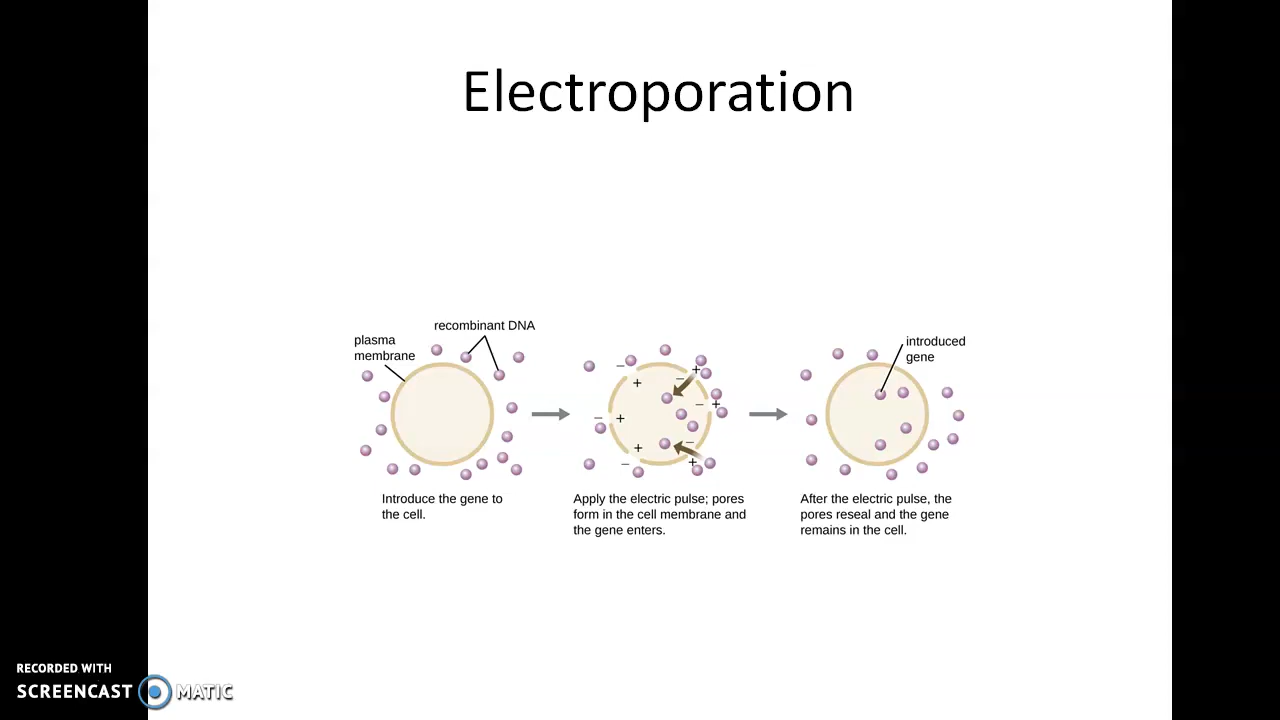 Electroporation
recombinant DNA
plasma
membrane
introduced
gene
− + − + − + − + − + − +
Introduce the gene to
the cell.
Apply the electric pulse; pores
form in the cell membrane and
the gene enters.
After the electric pulse, the
pores reseal and the gene
remains in the cell.
RECORDED WITH
SCREENCAST MATIC